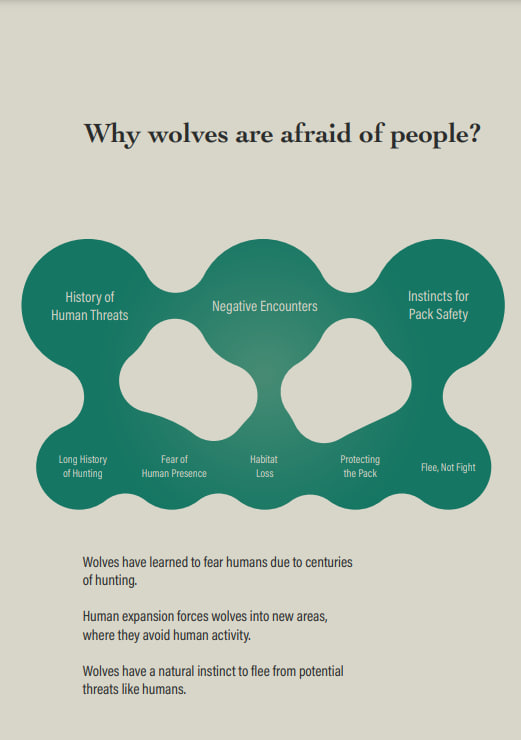 Why wolves are afraid of people?
History of
Human Threats
Negative Encounters
Instincts for
Pack Safety
Long History
of Hunting
Fear of
Human Presence
Habitat
Loss
Protecting
the Pack
Flee, Not Fight
Wolves have learned to fear humans due to centuries
of hunting.
Human expansion forces wolves into new areas,
where they avoid human activity.
Wolves have a natural instinct to flee from potential
threats like humans.